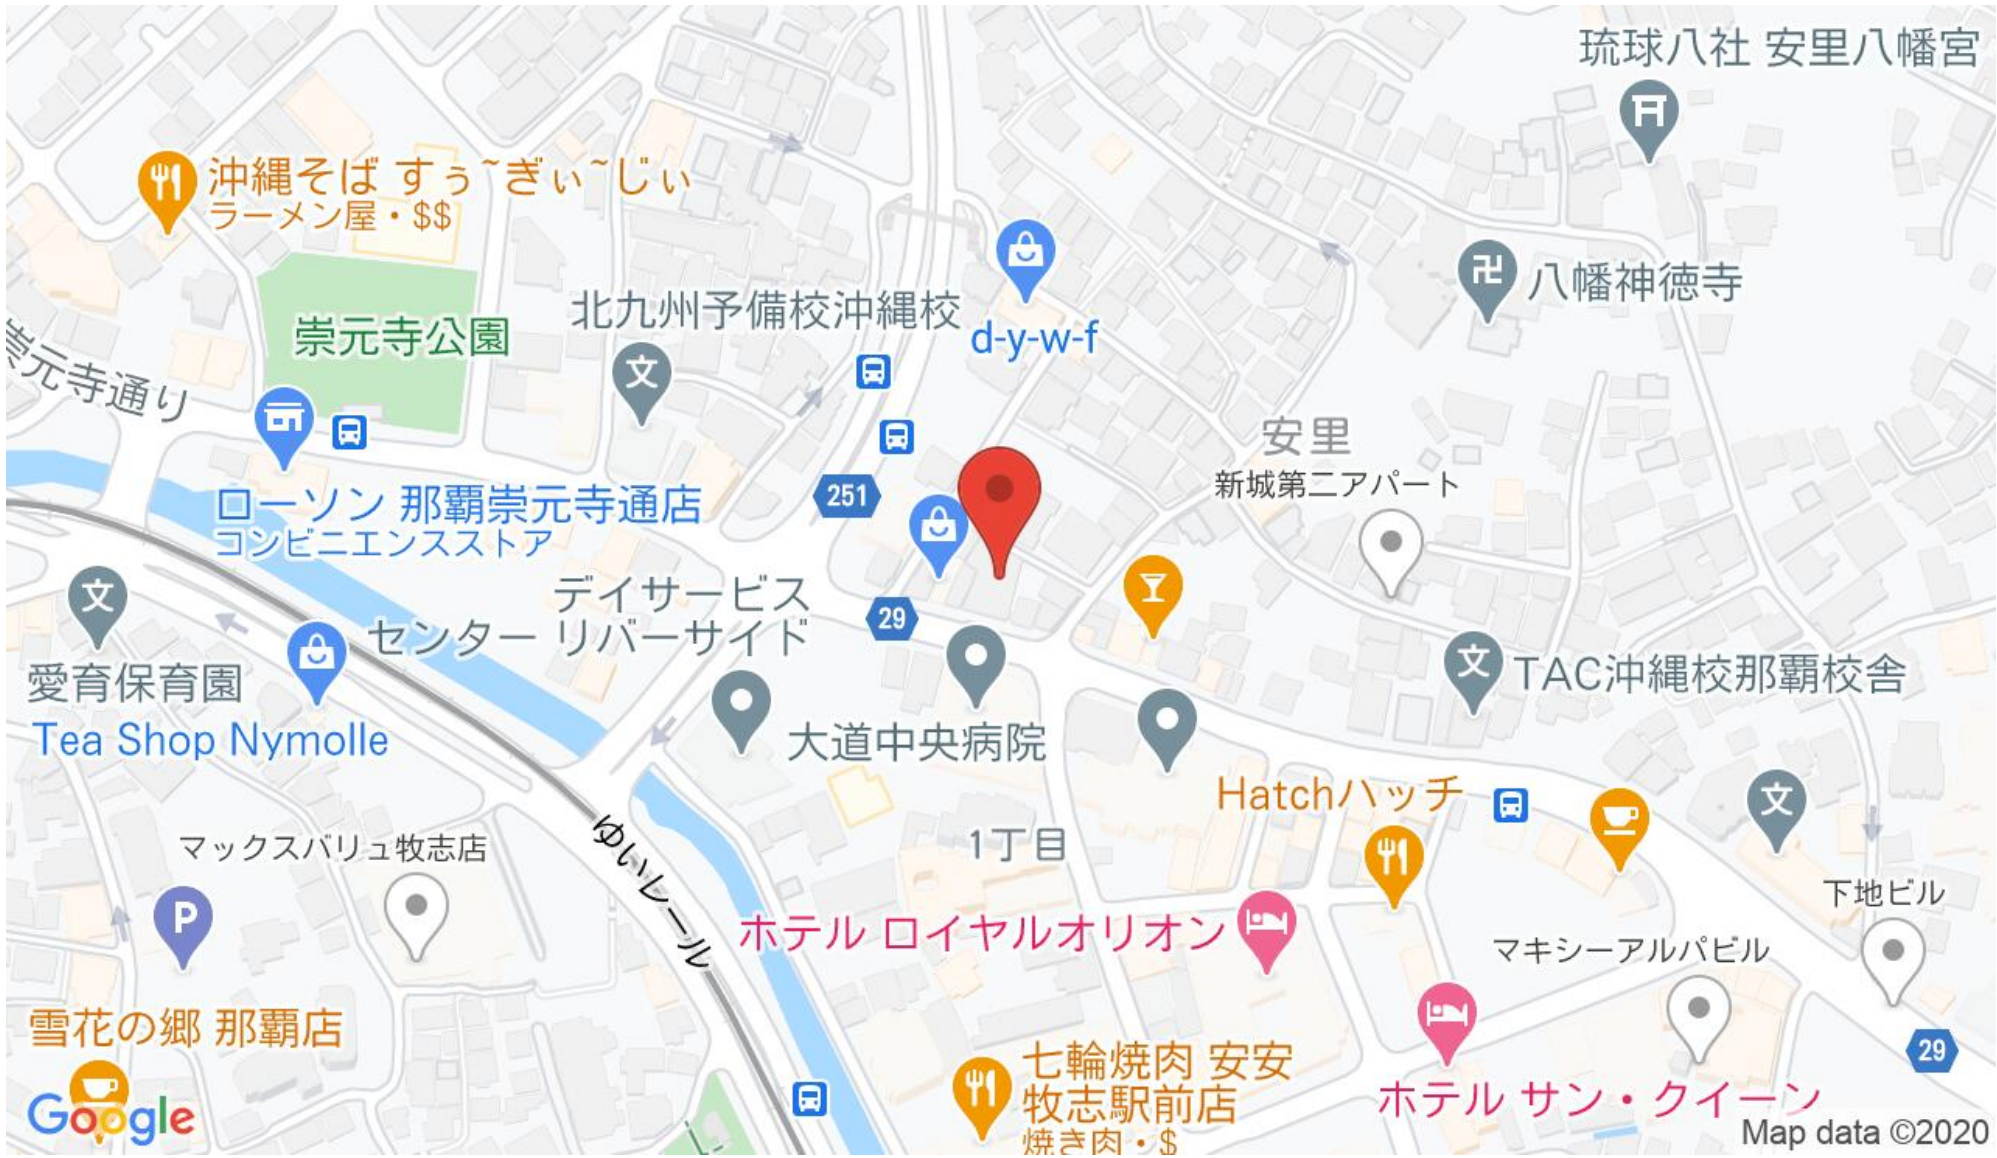 琉球八社 安里八幡宮
沖縄そば すぅ~ぎぃ~じぃ
ラーメン屋・$$
八幡神徳寺
北九州予備校沖縄校
d-y-w-f
崇元寺公園
崇元寺通り
文
安里
新城第二アパート
251
ローソン 那覇崇元寺通店
コンビニエンスストア
デイサービス
センター リバーサイド
29
文
愛育保育園
Tea Shop Nymolle
文
TAC沖縄校那覇校舎
大道中央病院
Hatchハッチ
文
1丁目
マックスバリュ牧志店
ゆいレール
下地ビル
P
ホテル ロイヤルオリオン
マキシーアルパビル
雪花の郷 那覇店
七輪焼肉 安安
牧志駅前店
焼き肉・$
29
ホテル サン・クイーン
Google
Map data ©2020